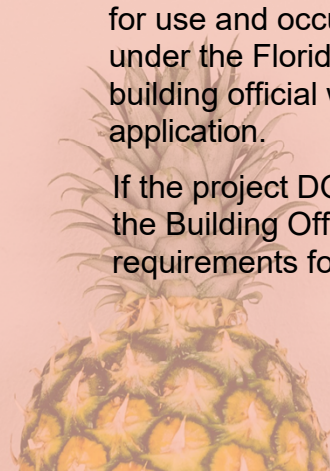 for use and occu
under the Florid
building official
application.
If the project DO
the Building Off
requirements fo